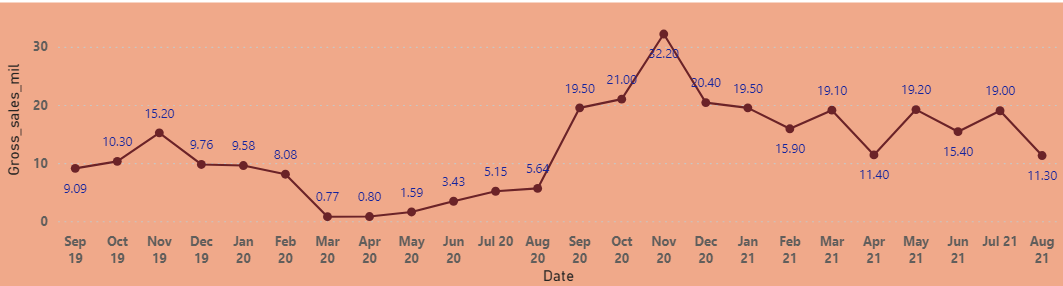 Gross_sales_mil
30
20
10
0
9.09
10.30
15.20
9.76
9.58
8.08
0.77
0.80
1.59
3.43
5.15
5.64
19.50
21.00
32.20
20.40
19.50
15.90
19.10
11.40
19.20
15.40
19.00
11.30
Sep
19
Oct
19
Nov
19
Dec
19
Jan
20
Feb
20
Mar
20
Apr
20
May
20
Jun
20
Jul 20
Aug
20
Sep
20
Oct
20
Nov
20
Dec
20
Jan
21
Feb
21
Mar
21
Apr
21
May
21
Jun
21
Jul 21
Aug
21
Date